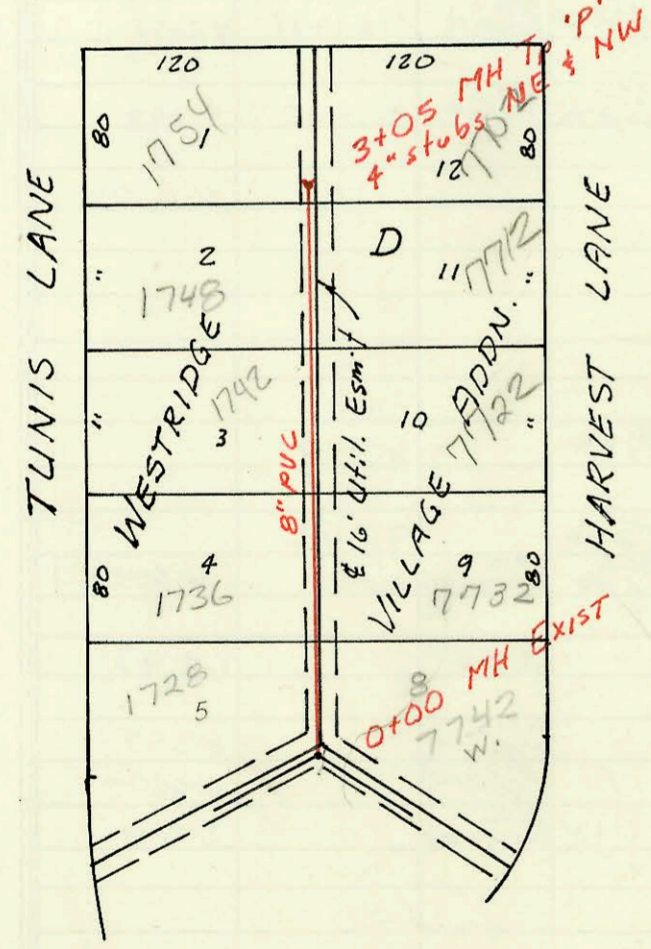 120
120
80
80
1754
1
3+05 MH Tp 'P'
4" stubs NE & NW
12
7702
TUNIS LANE
HARVEST LANE
2
1748
"
D
11
7712
"
WESTRIDGE
VILLAGE ADDN.
1742
3
"
10
7722
"
8" PVC
℄ 16' Util. Esm't
80
4
1736
9
7732
80
1728
5
0+00 MH EXIST
8
7742
W.